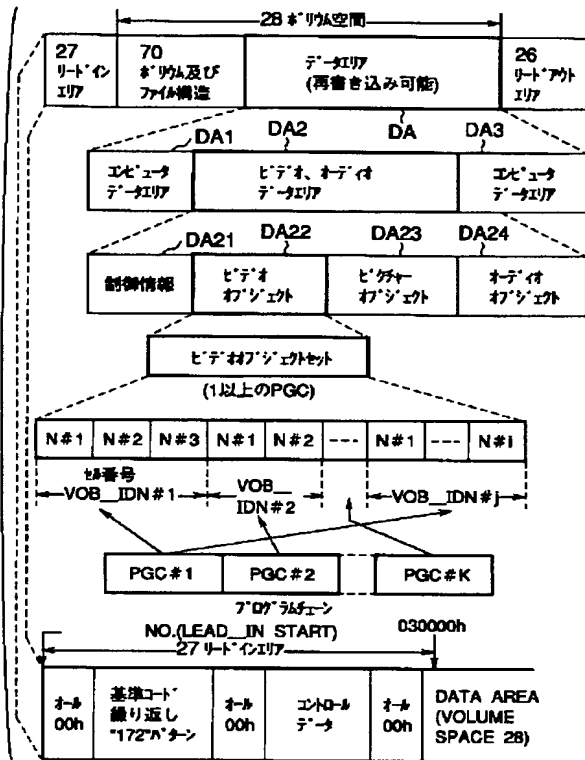 28 ボリウム空間
27
リードイン
エリア
70
ボリウム及び
ファイル構造
データエリア
(再書き込み可能)
26
リードアウト
エリア
DA1
DA2
DA
DA3
コンピュータ
データエリア
ビデオ、オーディオ
データエリア
コンピュータ
データエリア
DA21
DA22
DA23
DA24
制御情報
ビデオ
オブジェクト
ピクチャー
オブジェクト
オーディオ
オブジェクト
ビデオオブジェクトセット
(1以上のPGC)
N#1 N#2 N#3 N#1 N#2 --- N#1 --- N#i
セル番号
VOB__IDN#1
VOB__
IDN#2
VOB__IDN#j
PGC#1 PGC#2 PGC#K
プログラムチェーン
NO.(LEAD__IN START)
030000h
27 リードインエリア
オール
00h
基準コード
繰り返し
"172"パターン
オール
00h
コントロール
データ
オール
00h
DATA AREA
(VOLUME
SPACE 28)